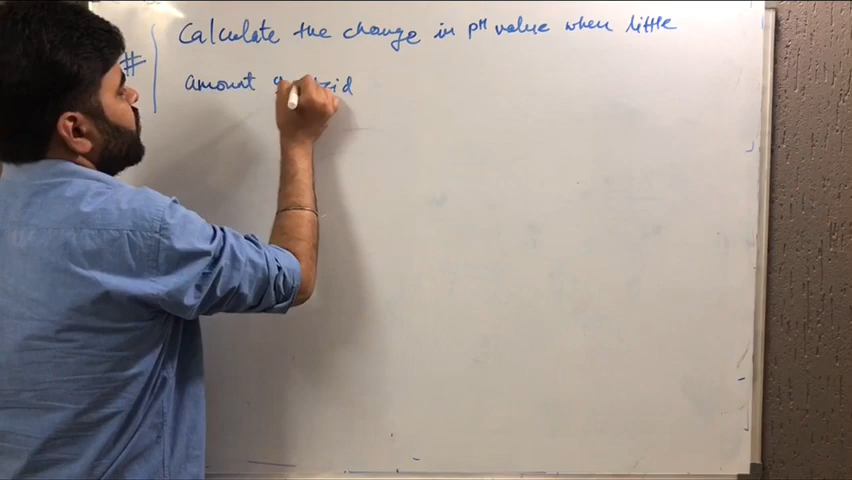 # Calculate the change in pH value when little
amount